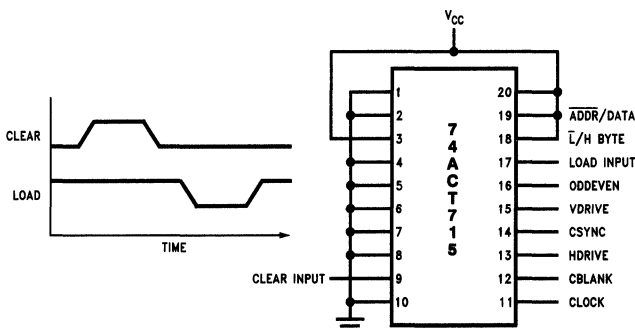 V_CC
CLEAR
LOAD
TIME
CLEAR INPUT
74ACT715
1
2
3
4
5
6
7
8
9
10
20
19
18
17
16
15
14
13
12
11
A̅D̅D̅R̅/DATA
L̅/H BYTE
LOAD INPUT
ODDEVEN
VDRIVE
CSYNC
HDRIVE
CBLANK
CLOCK